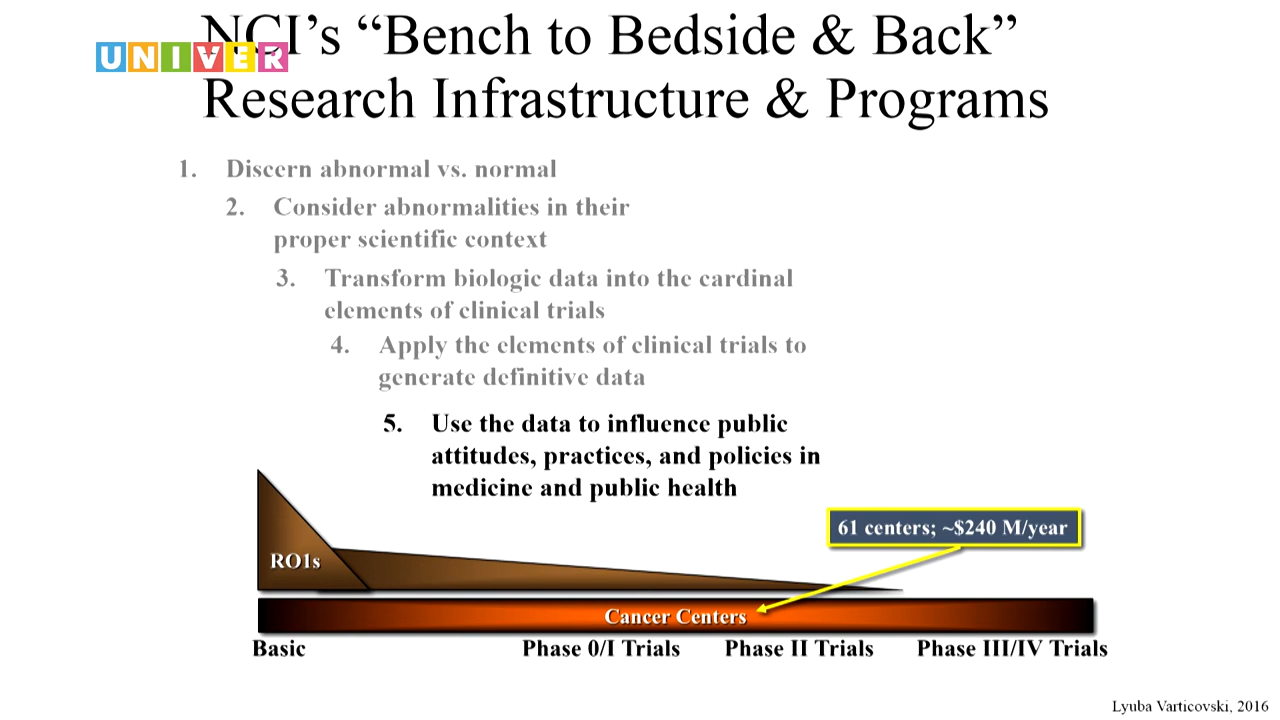 NCI's “Bench to Bedside & Back”
UNIVER
Research Infrastructure & Programs
1. Discern abnormal vs. normal
2. Consider abnormalities in their
proper scientific context
3. Transform biologic data into the cardinal
elements of clinical trials
4. Apply the elements of clinical trials to
generate definitive data
5. Use the data to influence public
attitudes, practices, and policies in
medicine and public health
61 centers; ~$240 M/year
RO1s
Cancer Centers
Basic Phase 0/I Trials Phase II Trials Phase III/IV Trials
Lyuba Varticovski, 2016